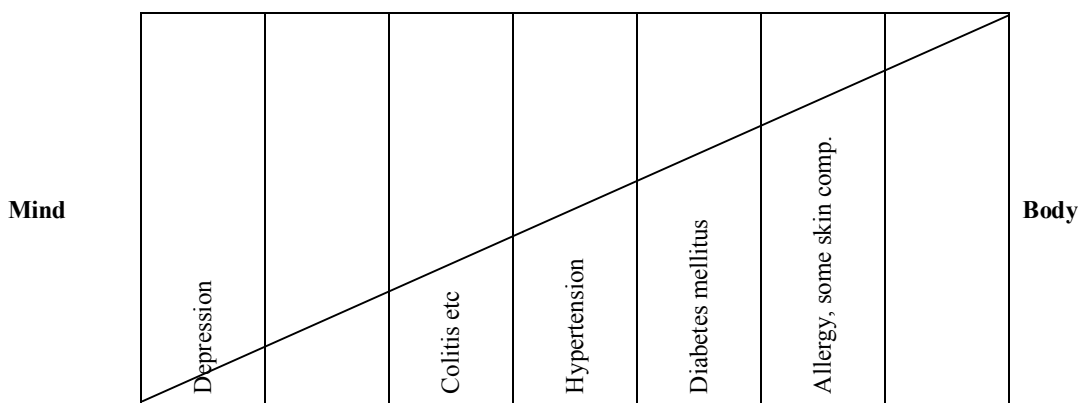 Mind
Depression
Colitis etc
Hypertension
Diabetes mellitus
Allergy, some skin comp.
Body